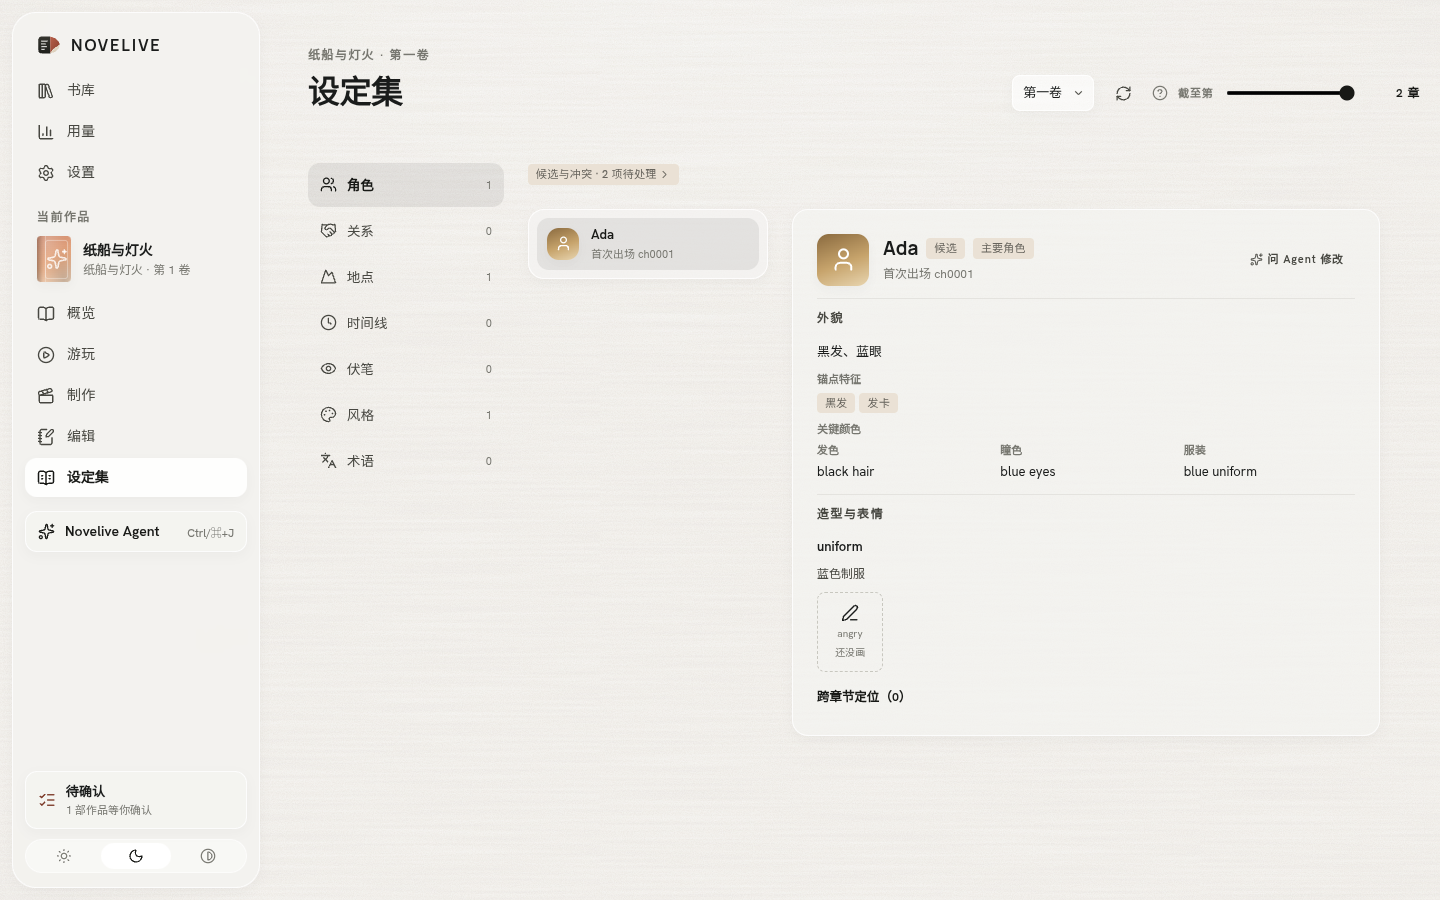 NOVELIVE
书库
用量
设置
当前作品
纸船与灯火
纸船与灯火 · 第 1 卷
概览
游玩
制作
编辑
设定集
Novelive Agent
Ctrl/⌘+J
待确认
1 部作品等你确认
纸船与灯火 · 第一卷
设定集
第一卷
截至第
2 章
角色
1
关系
0
地点
1
时间线
0
伏笔
0
风格
1
术语
0
候选与冲突 · 2 项待处理
Ada
首次出场 ch0001
Ada 候选 主要角色
首次出场 ch0001
问 Agent 修改
外貌
黑发、蓝眼
锚点特征
黑发 发卡
关键颜色
发色 瞳色 服装
black hair blue eyes blue uniform
造型与表情
uniform
蓝色制服
angry
还没画
跨章节定位（0）